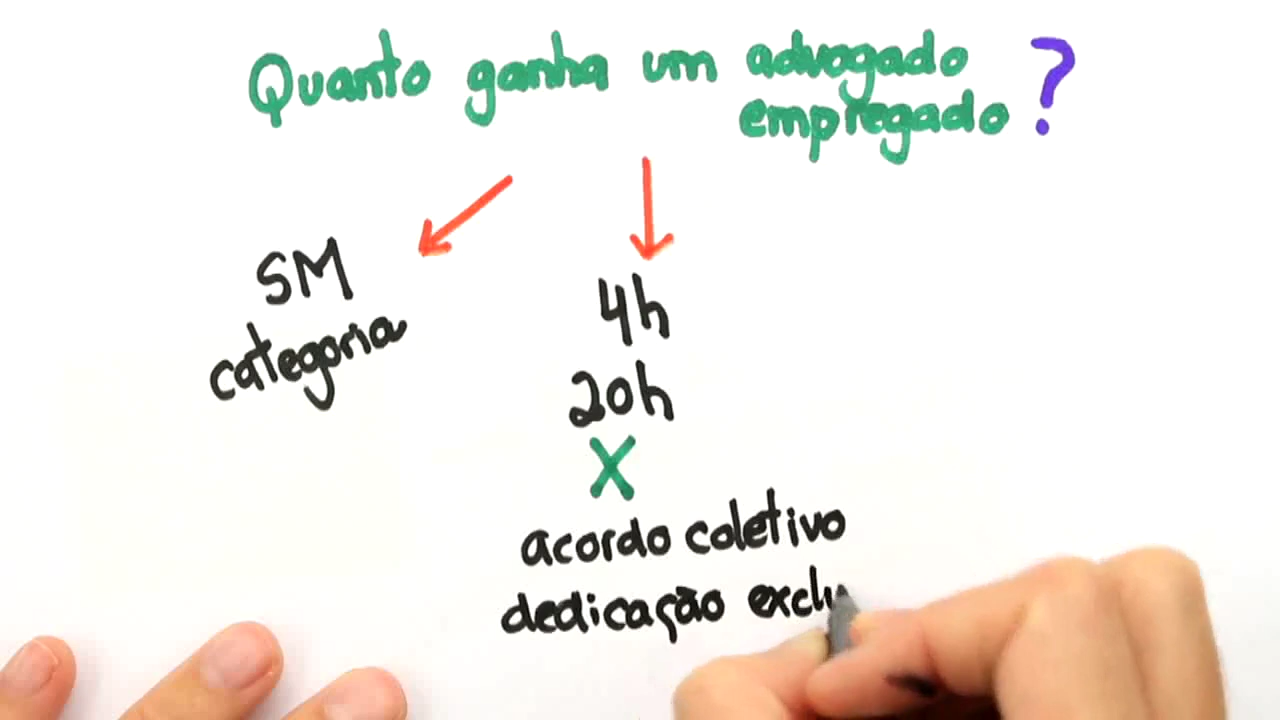 Quanto ganha um advogado
empregado ?
SM
categoria
4h
20h
X
acordo coletivo
dedicação